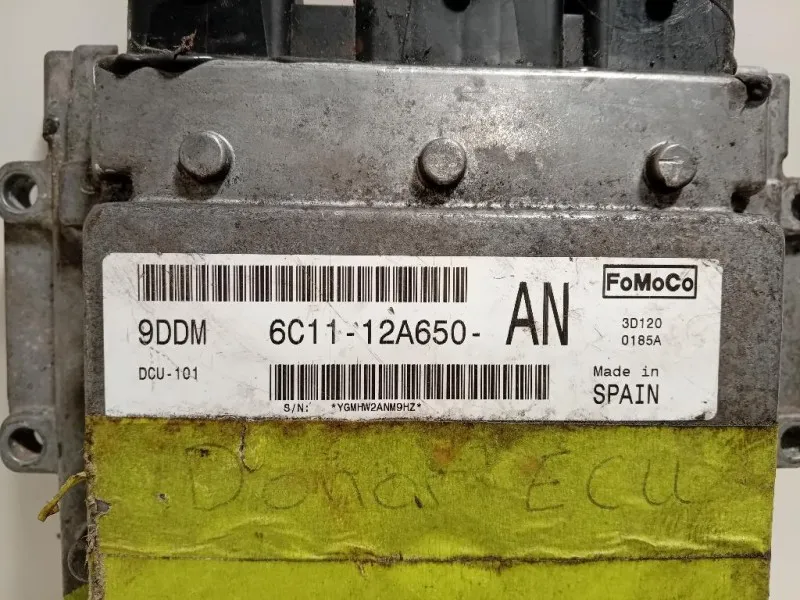 9DDM 6C11-12A650- AN
FoMoCo
3D120
0185A
DCU-101
Made in
SPAIN
S/N: *YGMHW2ANM9HZ*
Donor ECU